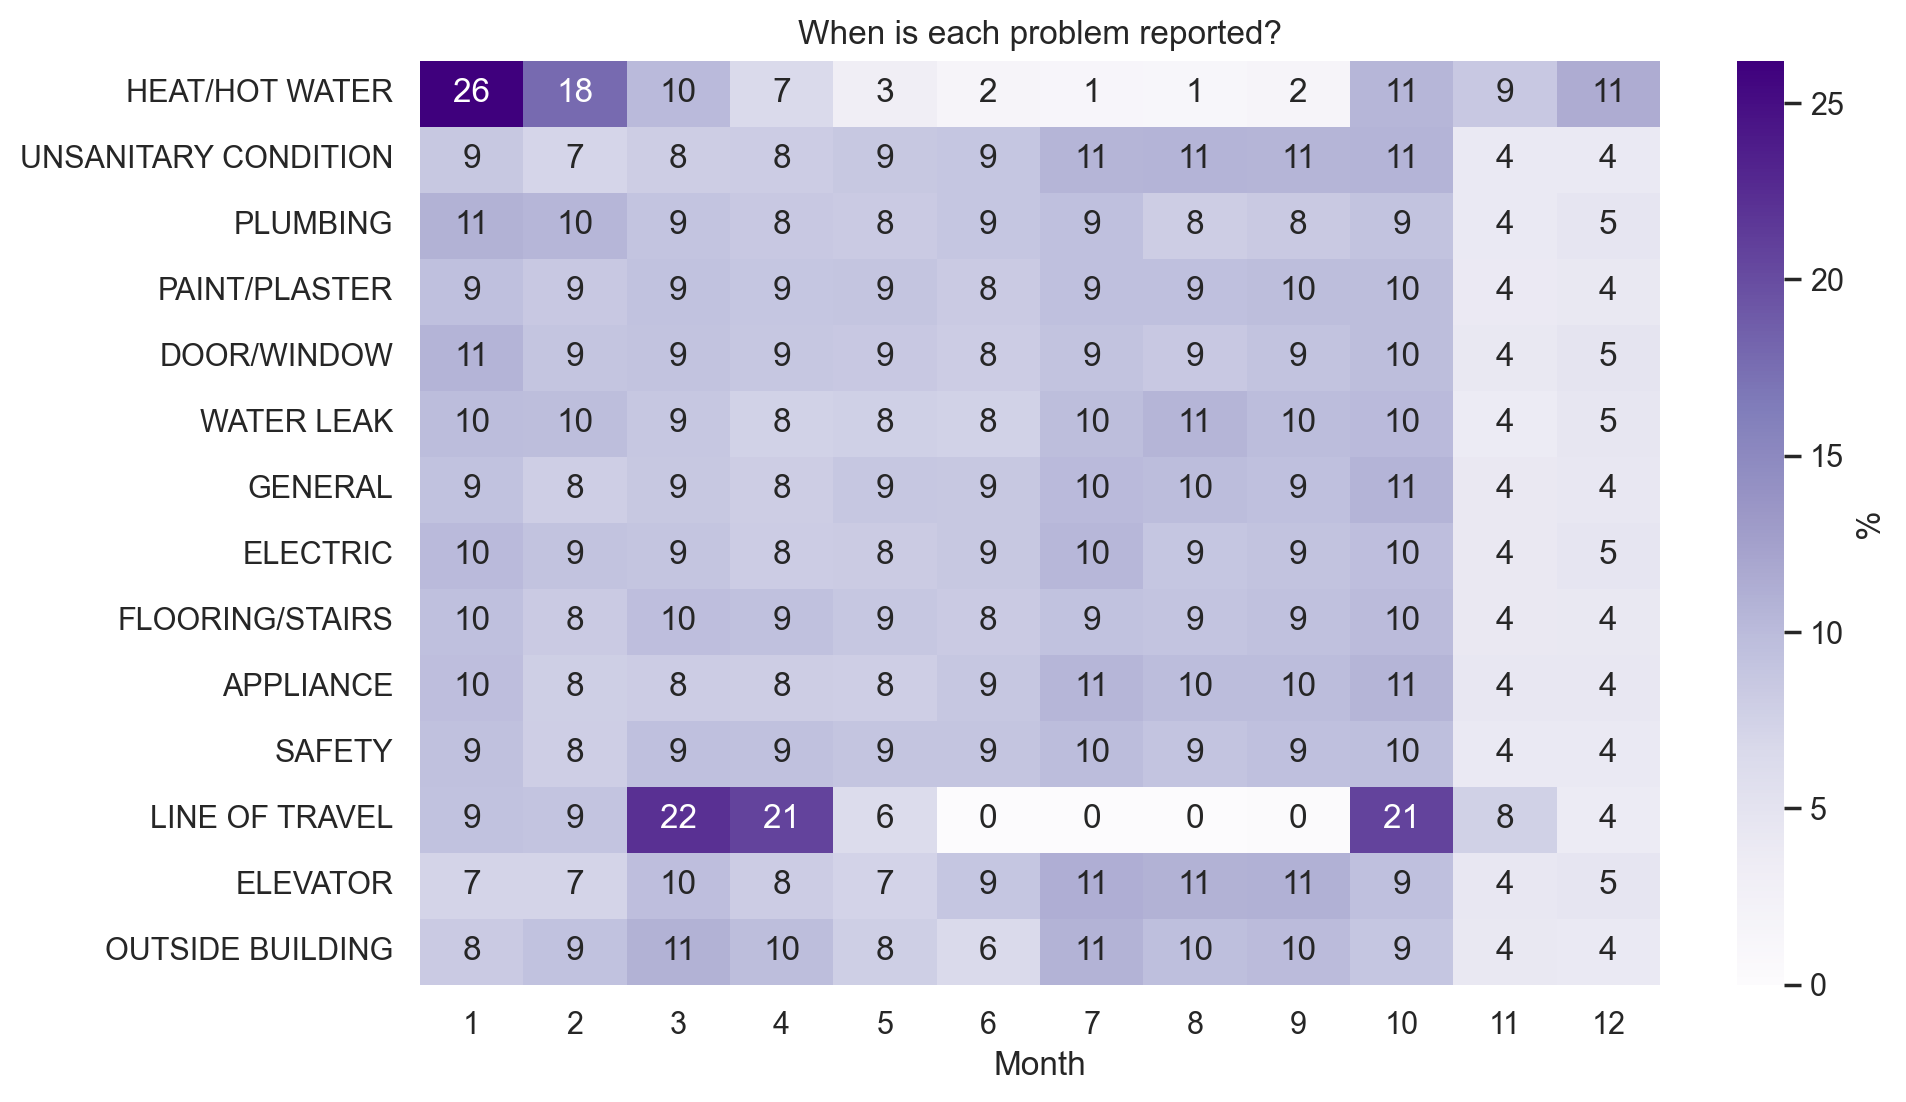 When is each problem reported?
HEAT/HOT WATER 26 18 10 7 3 2 1 1 2 11 9 11
UNSANITARY CONDITION 9 7 8 8 9 9 11 11 11 11 4 4
PLUMBING 11 10 9 8 8 9 9 8 8 9 4 5
PAINT/PLASTER 9 9 9 9 9 8 9 9 10 10 4 4
DOOR/WINDOW 11 9 9 9 9 8 9 9 9 10 4 5
WATER LEAK 10 10 9 8 8 8 10 11 10 10 4 5
GENERAL 9 8 9 8 9 9 10 10 9 11 4 4
ELECTRIC 10 9 9 8 8 9 10 9 9 10 4 5
FLOORING/STAIRS 10 8 10 9 9 8 9 9 9 10 4 4
APPLIANCE 10 8 8 8 8 9 11 10 10 11 4 4
SAFETY 9 8 9 9 9 9 10 9 9 10 4 4
LINE OF TRAVEL 9 9 22 21 6 0 0 0 0 21 8 4
ELEVATOR 7 7 10 8 7 9 11 11 11 9 4 5
OUTSIDE BUILDING 8 9 11 10 8 6 11 10 10 9 4 4
1 2 3 4 5 6 7 8 9 10 11 12
Month
25
20
15
10
5
0
%